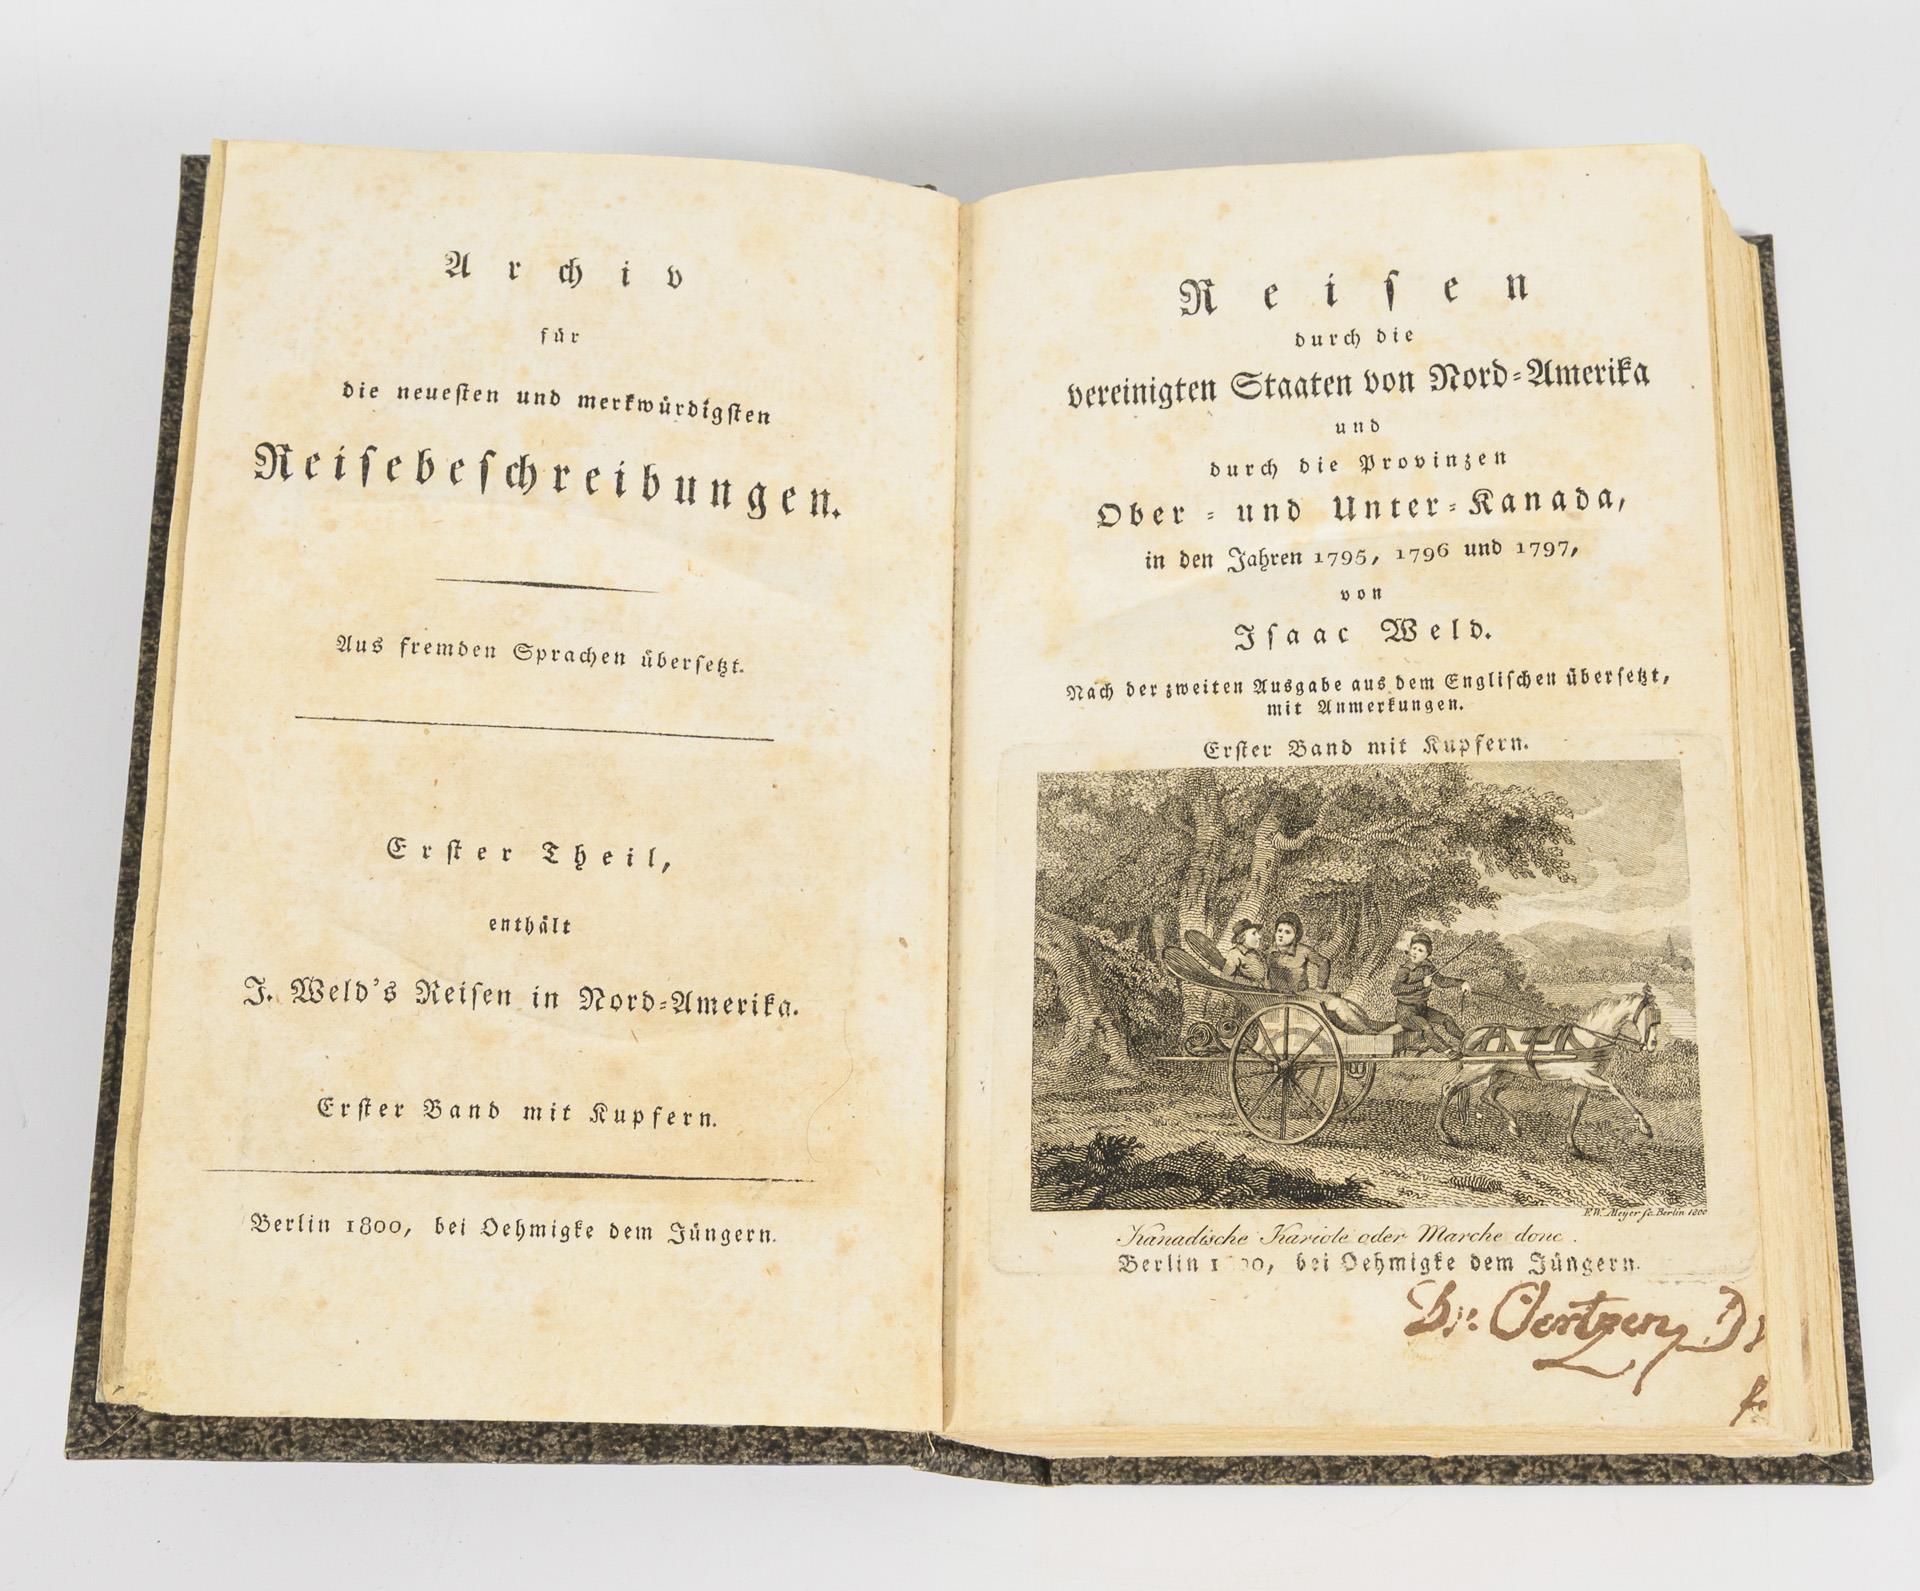 Archiv
für
die neuesten und merkwürdigsten
Reisebeschreibungen.
Aus fremden Sprachen übersetzt.
Erster Theil,
enthält
J. Weld's Reisen in Nord-Amerika.
Erster Band mit Kupfern.
Berlin 1800, bei Oehmigke dem Jüngern.
Reisen
durch die
vereinigten Staaten von Nord-Amerika
und
durch die Provinzen
Ober- und Unter-Kanada,
in den Jahren 1795, 1796 und 1797,
von
Isaac Weld.
Nach der zweiten Ausgabe aus dem Englischen übersetzt,
mit Anmerkungen.
Erster Band mit Kupfern.
F.W. Meyer sc. Berlin 1800
Kanadische Kariole oder Marche donc.
Berlin 1800, bei Oehmigke dem Jüngern.
Oertzen